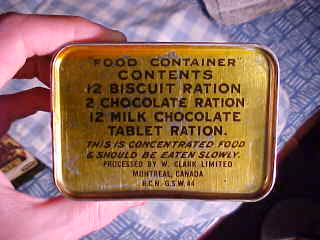 "FOOD CONTAINER"
CONTENTS
12 BISCUIT RATION
2 CHOCOLATE RATION
12 MILK CHOCOLATE
TABLET RATION.
THIS IS CONCENTRATED FOOD
& SHOULD BE EATEN SLOWLY.
PROCESSED BY W. CLARK LIMITED
MONTREAL, CANADA
R.C.N.-G.S.W. 44